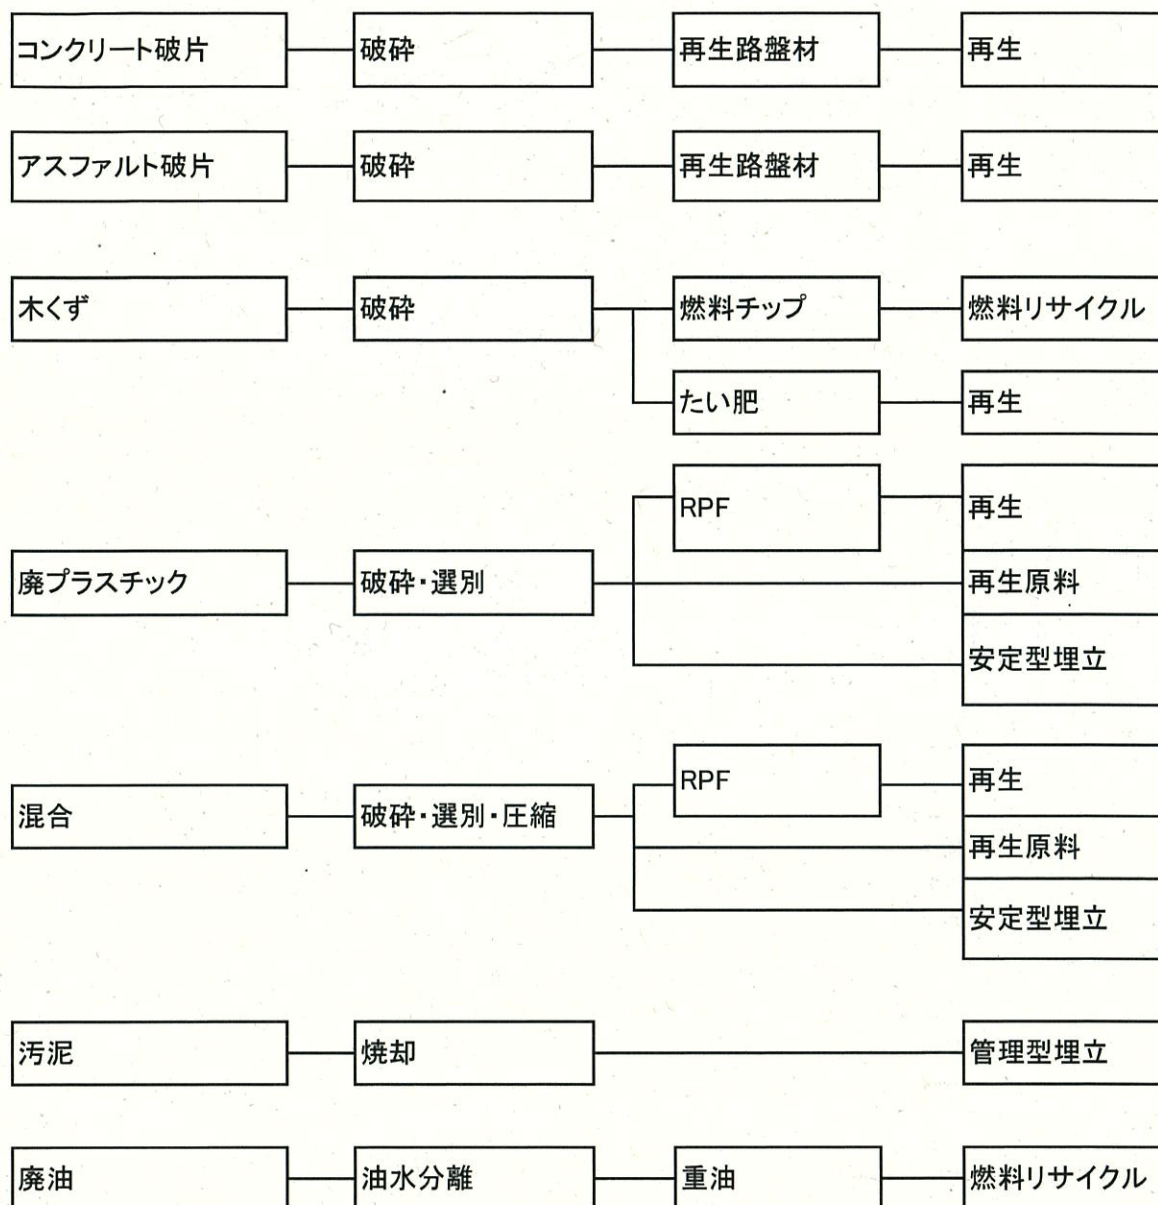 コンクリート破片 破砕 再生路盤材 再生
アスファルト破片 破砕 再生路盤材 再生
木くず 破砕 燃料チップ 燃料リサイクル
たい肥 再生
RPF 再生
廃プラスチック 破砕・選別 再生原料
安定型埋立
RPF 再生
混合 破砕・選別・圧縮
再生原料
安定型埋立
汚泥 焼却 管理型埋立
廃油 油水分離 重油 燃料リサイクル